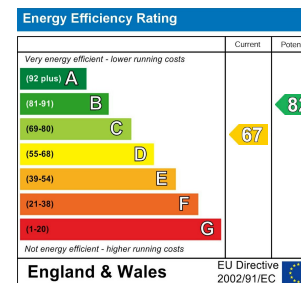 Energy Efficiency Rating
Current
Very energy efficient - lower running costs
(92 plus) A
(81-91) B
(69-80) C
(55-68) D
(39-54) E
(21-38) F
(1-20) G
67
Not energy efficient - higher running costs
England & Wales
EU Directive
2002/91/EC